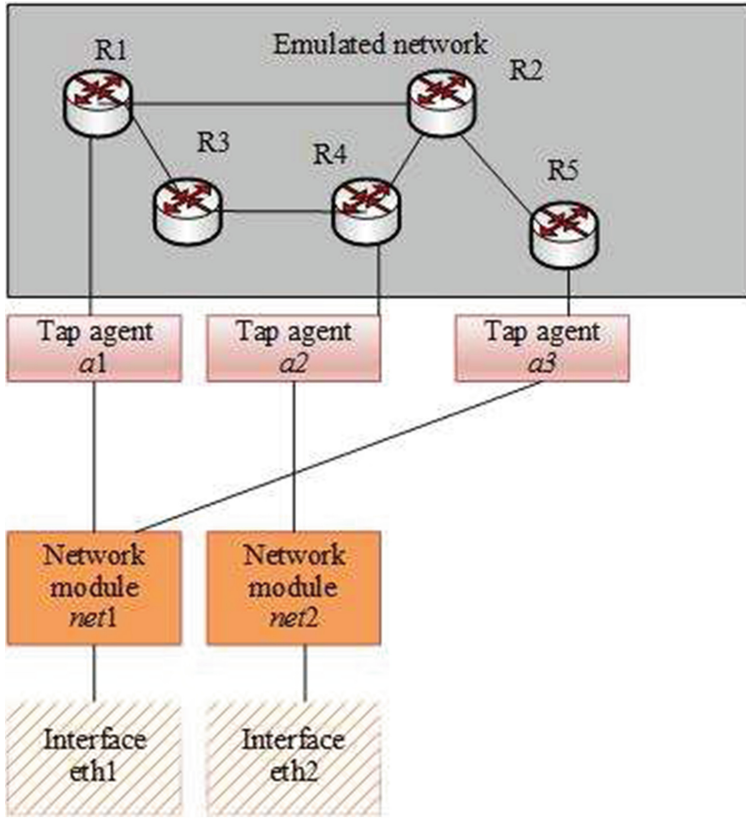 R1
Emulated network
R2
R3
R4
R5
Tap agent
a1
Tap agent
a2
Tap agent
a3
Network
module
net1
Network
module
net2
Interface
eth1
Interface
eth2